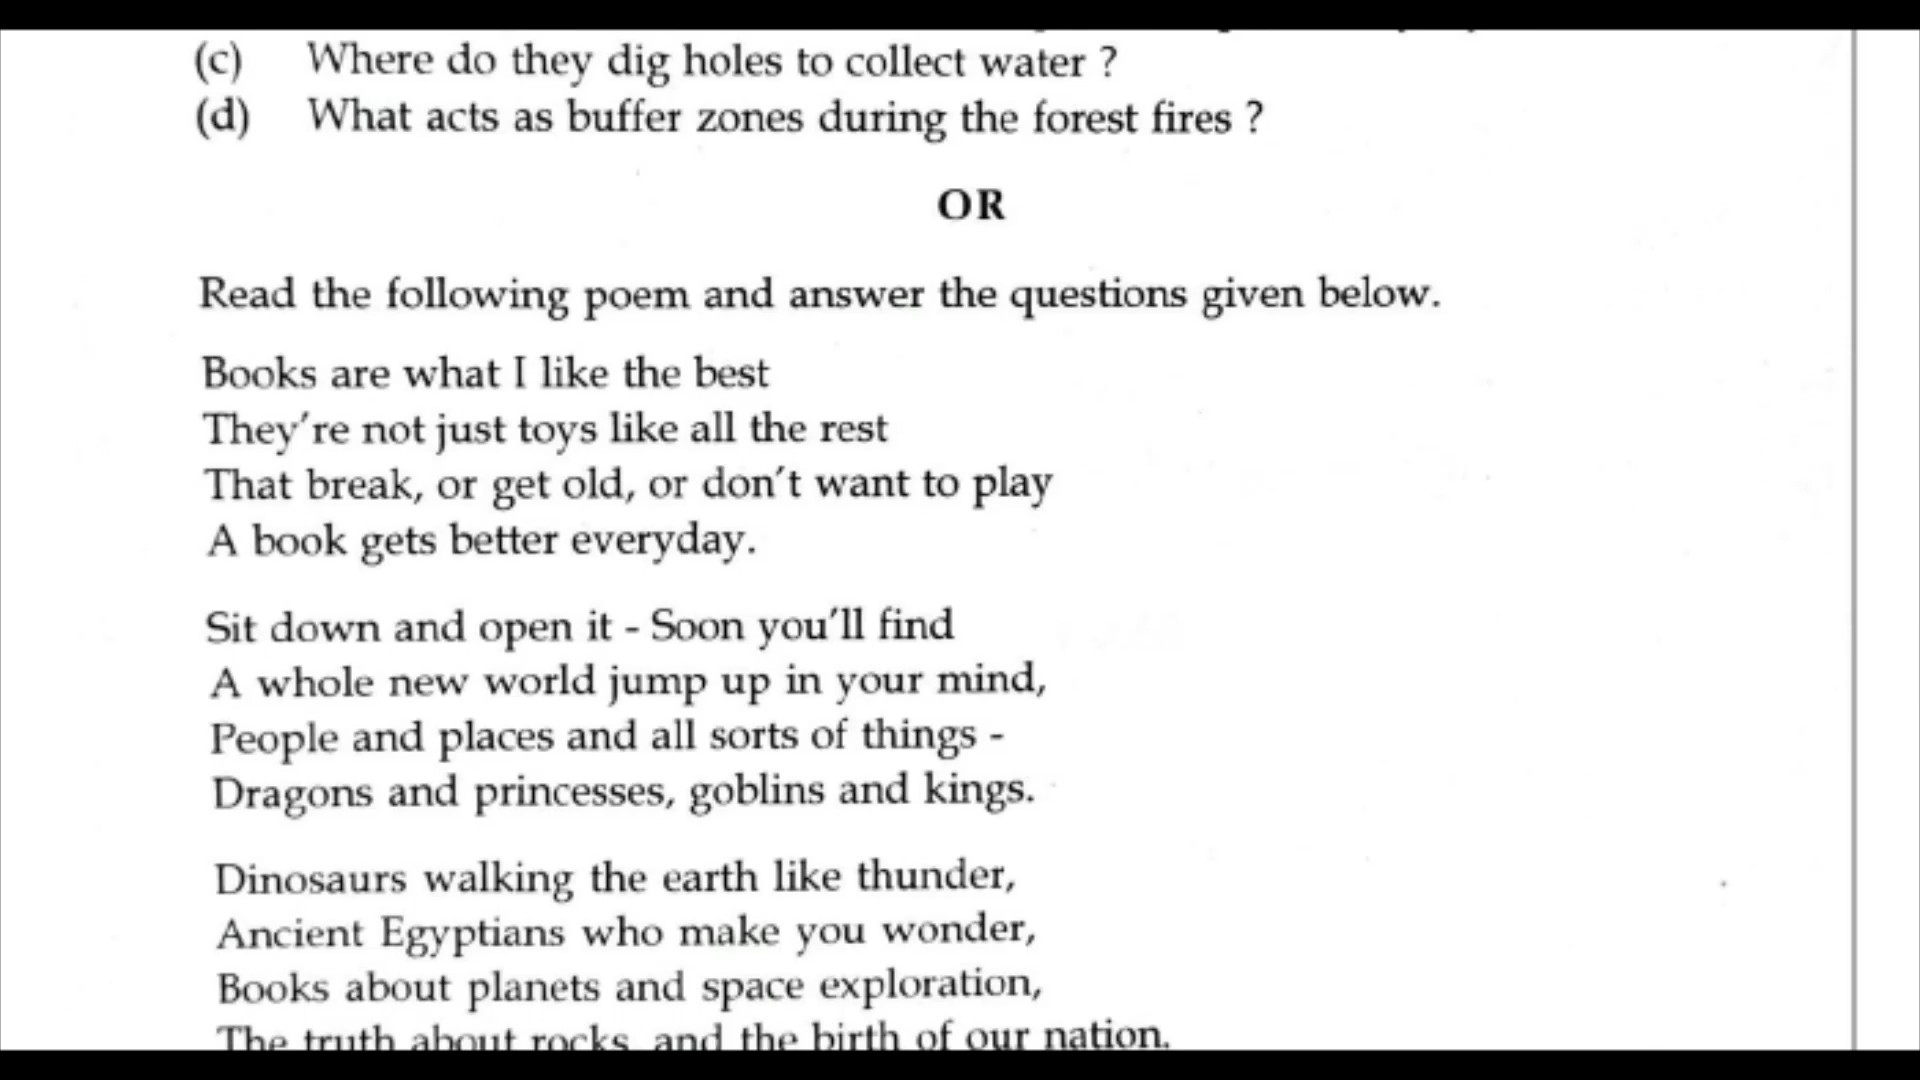 (c) Where do they dig holes to collect water ?
(d) What acts as buffer zones during the forest fires ?
OR
Read the following poem and answer the questions given below.
Books are what I like the best
They're not just toys like all the rest
That break, or get old, or don't want to play
A book gets better everyday.
Sit down and open it - Soon you'll find
A whole new world jump up in your mind,
People and places and all sorts of things -
Dragons and princesses, goblins and kings.
Dinosaurs walking the earth like thunder,
Ancient Egyptians who make you wonder,
Books about planets and space exploration,
The truth about rocks, and the birth of our nation.